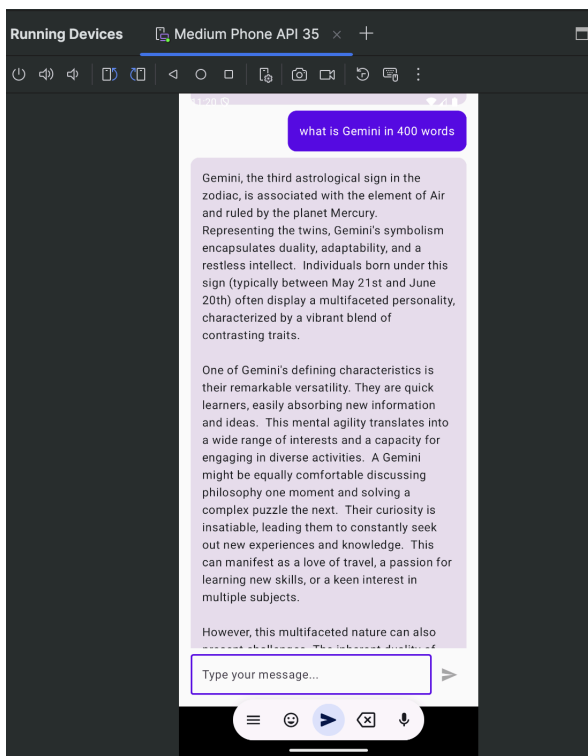 Running Devices
Medium Phone API 35
11:20
what is Gemini in 400 words
Gemini, the third astrological sign in the
zodiac, is associated with the element of Air
and ruled by the planet Mercury.
Representing the twins, Gemini's symbolism
encapsulates duality, adaptability, and a
restless intellect.  Individuals born under this
sign (typically between May 21st and June
20th) often display a multifaceted personality,
characterized by a vibrant blend of
contrasting traits.
One of Gemini's defining characteristics is
their remarkable versatility. They are quick
learners, easily absorbing new information
and ideas.  This mental agility translates into
a wide range of interests and a capacity for
engaging in diverse activities.  A Gemini
might be equally comfortable discussing
philosophy one moment and solving a
complex puzzle the next.  Their curiosity is
insatiable, leading them to constantly seek
out new experiences and knowledge.  This
can manifest as a love of travel, a passion for
learning new skills, or a keen interest in
multiple subjects.
However, this multifaceted nature can also
present challenges. The inherent duality of
Type your message...